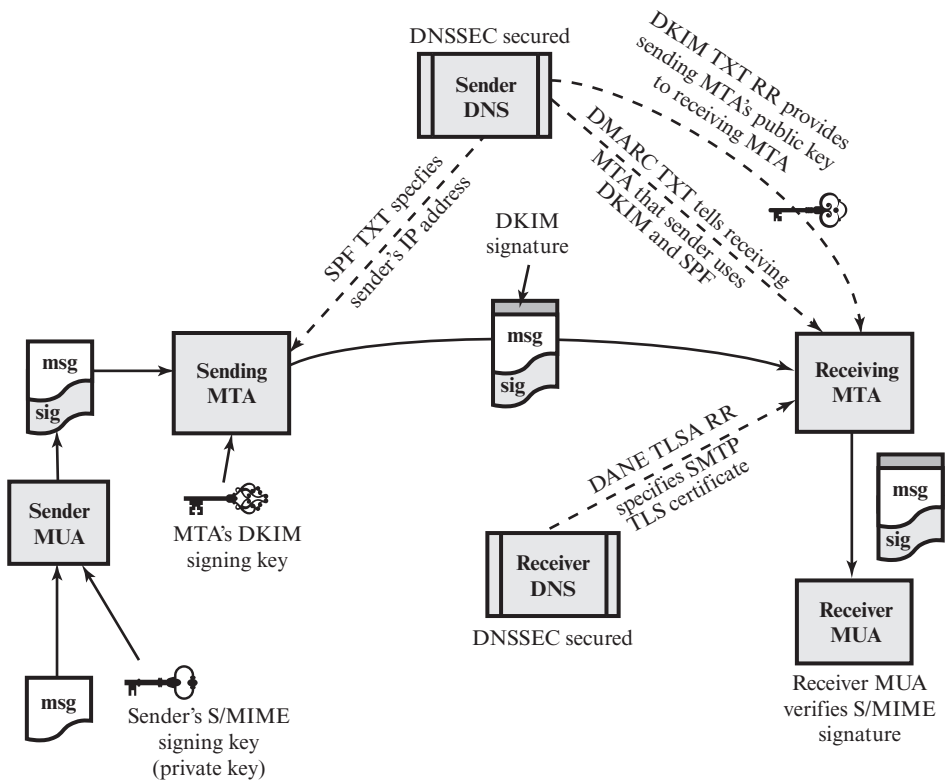 DNSSEC secured
Sender
DNS
DKIM TXT RR provides
sending MTA's public key
to receiving MTA
DMARC TXT tells receiving
MTA that sender uses
DKIM and SPF
SPF TXT specfies
sender's IP address
DKIM
signature
msg
sig
msg
sig
Sending
MTA
Receiving
MTA
DANE TLSA RR
specifies SMTP
TLS certificate
Sender
MUA
MTA's DKIM
signing key
msg
sig
Receiver
DNS
DNSSEC secured
Receiver
MUA
msg
Sender's S/MIME
signing key
(private key)
Receiver MUA
verifies S/MIME
signature